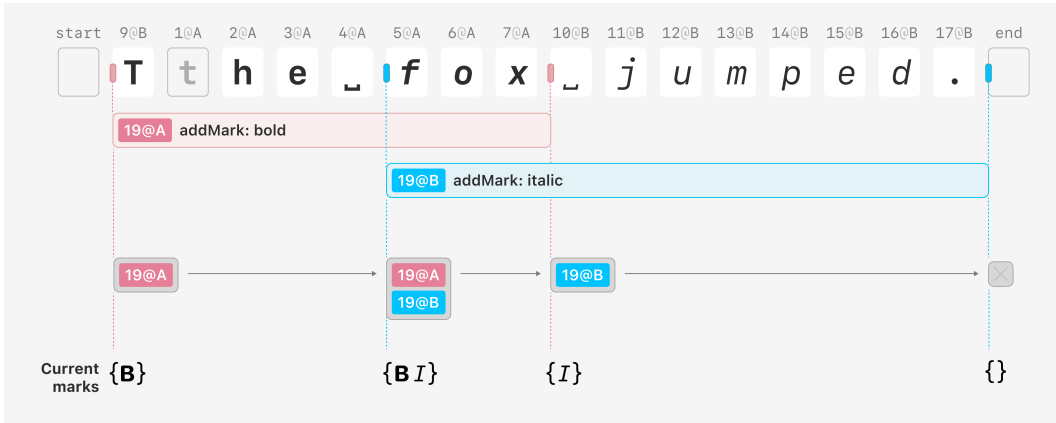 start 9@B 1@A 2@A 3@A 4@A 5@A 6@A 7@A 10@B 11@B 12@B 13@B 14@B 15@B 16@B 17@B end
T t h e ␣ f o x ␣ j u m p e d .
19@A addMark: bold
19@B addMark: italic
19@A 19@A 19@B
19@B
Current marks {B} {B I} {I} {}